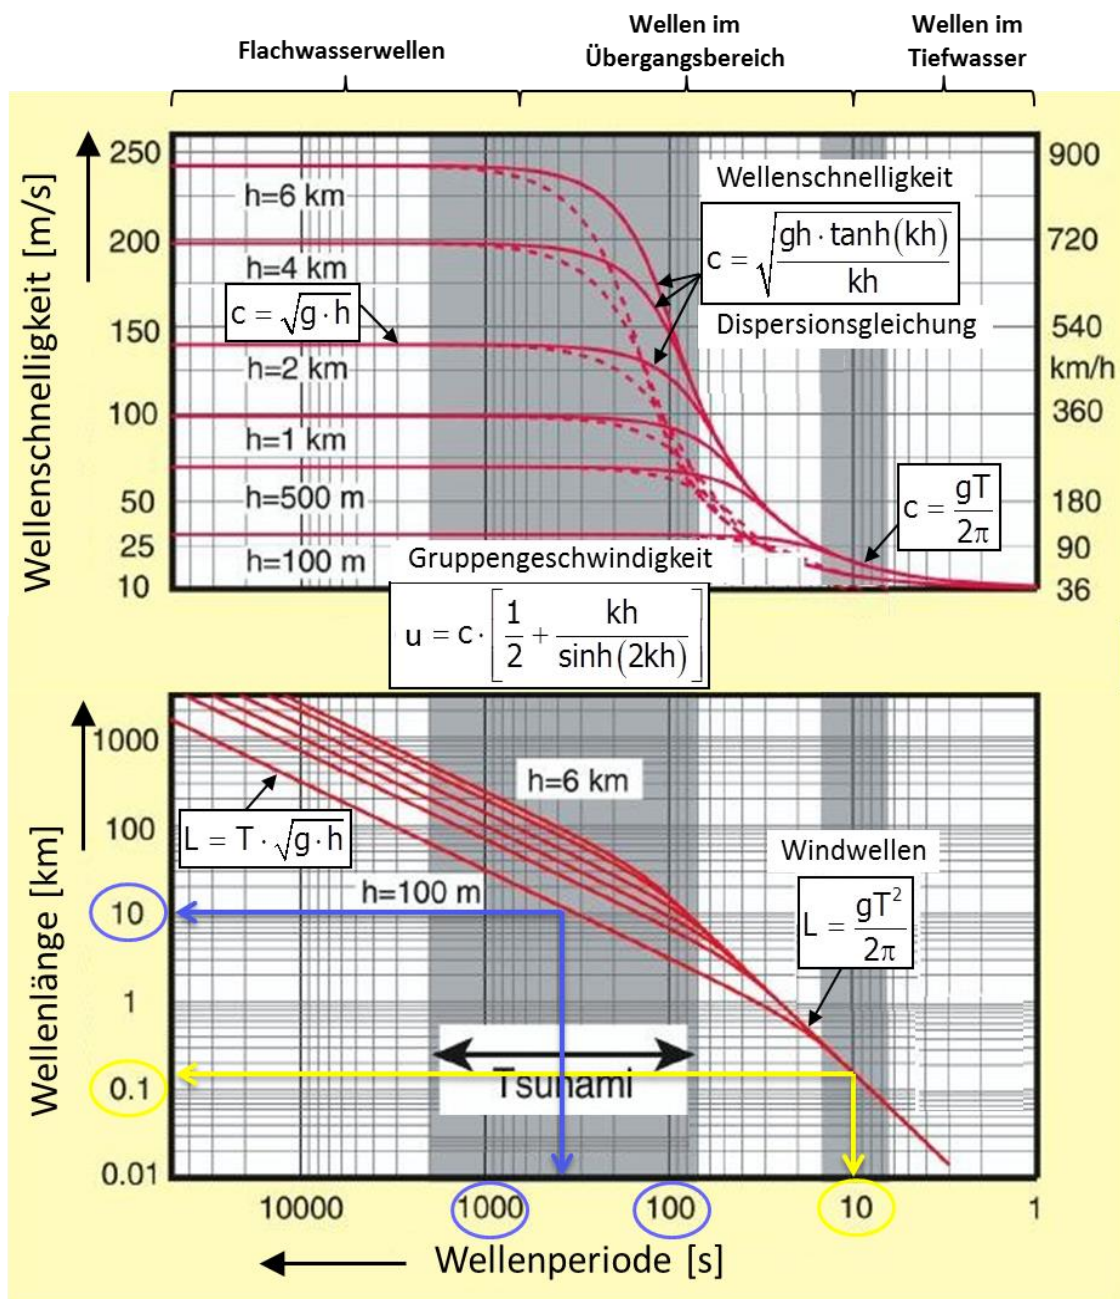 Flachwasserwellen
Wellen im
Übergangsbereich
Wellen im
Tiefwasser
Wellenschnelligkeit [m/s]
250
200
150
100
50
25
10
900
720
540
km/h
360
180
90
36
h=6 km
h=4 km
c = √g·h
h=2 km
h=1 km
h=500 m
h=100 m
Wellenschnelligkeit
c = √(gh · tanh(kh) / kh)
Dispersionsgleichung
c = gT / 2π
Gruppengeschwindigkeit
u = c · [1/2 + kh / sinh(2kh)]
Wellenlänge [km]
1000
100
10
1
0.1
0.01
h=6 km
L = T · √g·h
h=100 m
Windwellen
L = gT² / 2π
Tsunami
10000
1000
100
10
1
Wellenperiode [s]